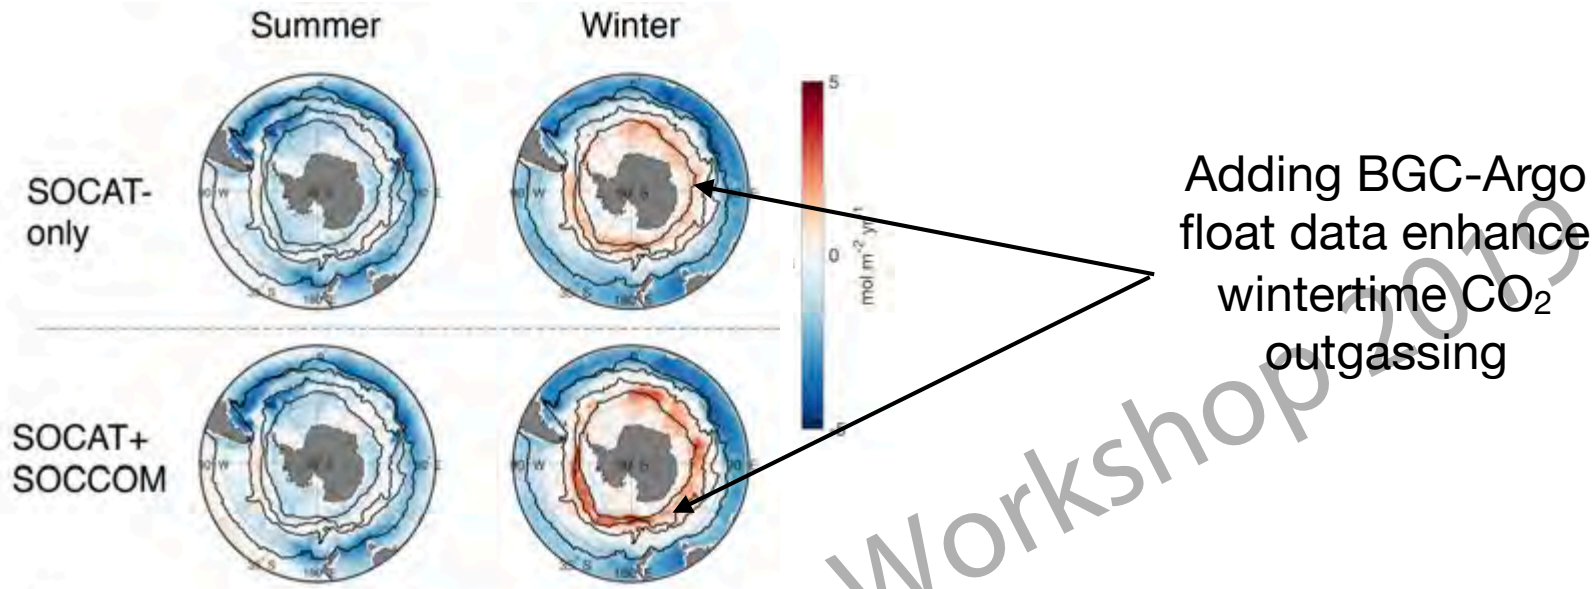 Summer
Winter
SOCAT-
only
SOCAT+
SOCCOM
5
0
mol m-2 yr-1
Adding BGC-Argo
float data enhance
wintertime CO2
outgassing
Workshop 2019